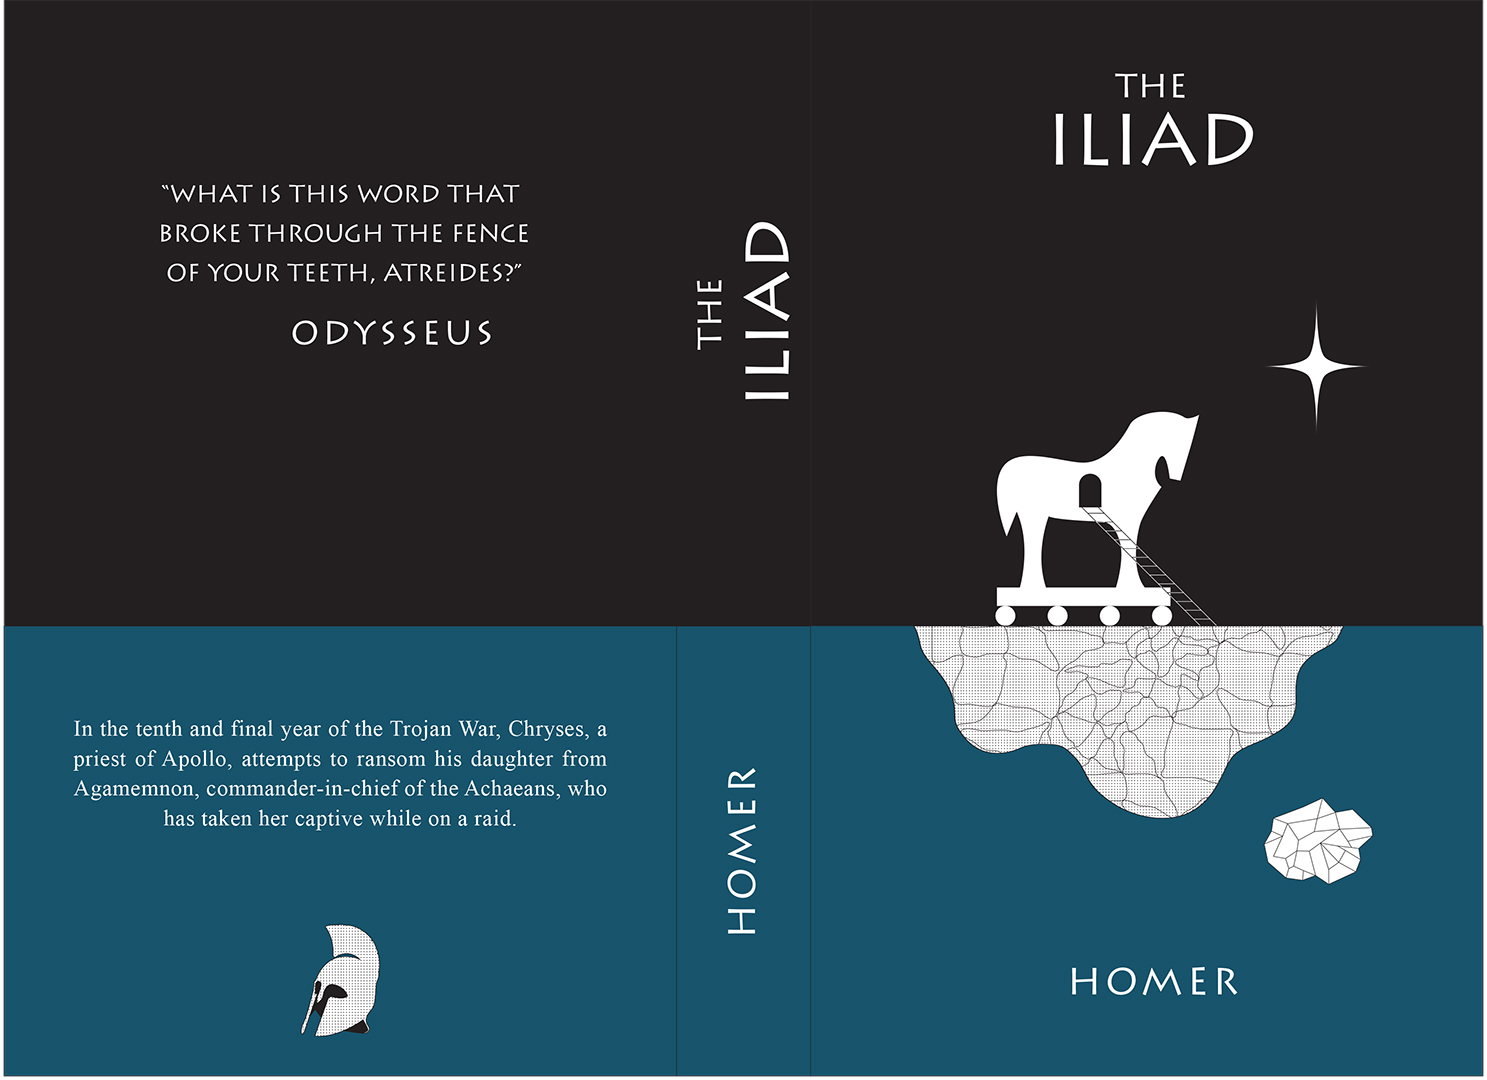 “WHAT IS THIS WORD THAT
BROKE THROUGH THE FENCE
OF YOUR TEETH, ATREIDES?”
ODYSSEUS
In the tenth and final year of the Trojan War, Chryses, a
priest of Apollo, attempts to ransom his daughter from
Agamemnon, commander-in-chief of the Achaeans, who
has taken her captive while on a raid.
THE
ILIAD
HOMER
THE
ILIAD
HOMER